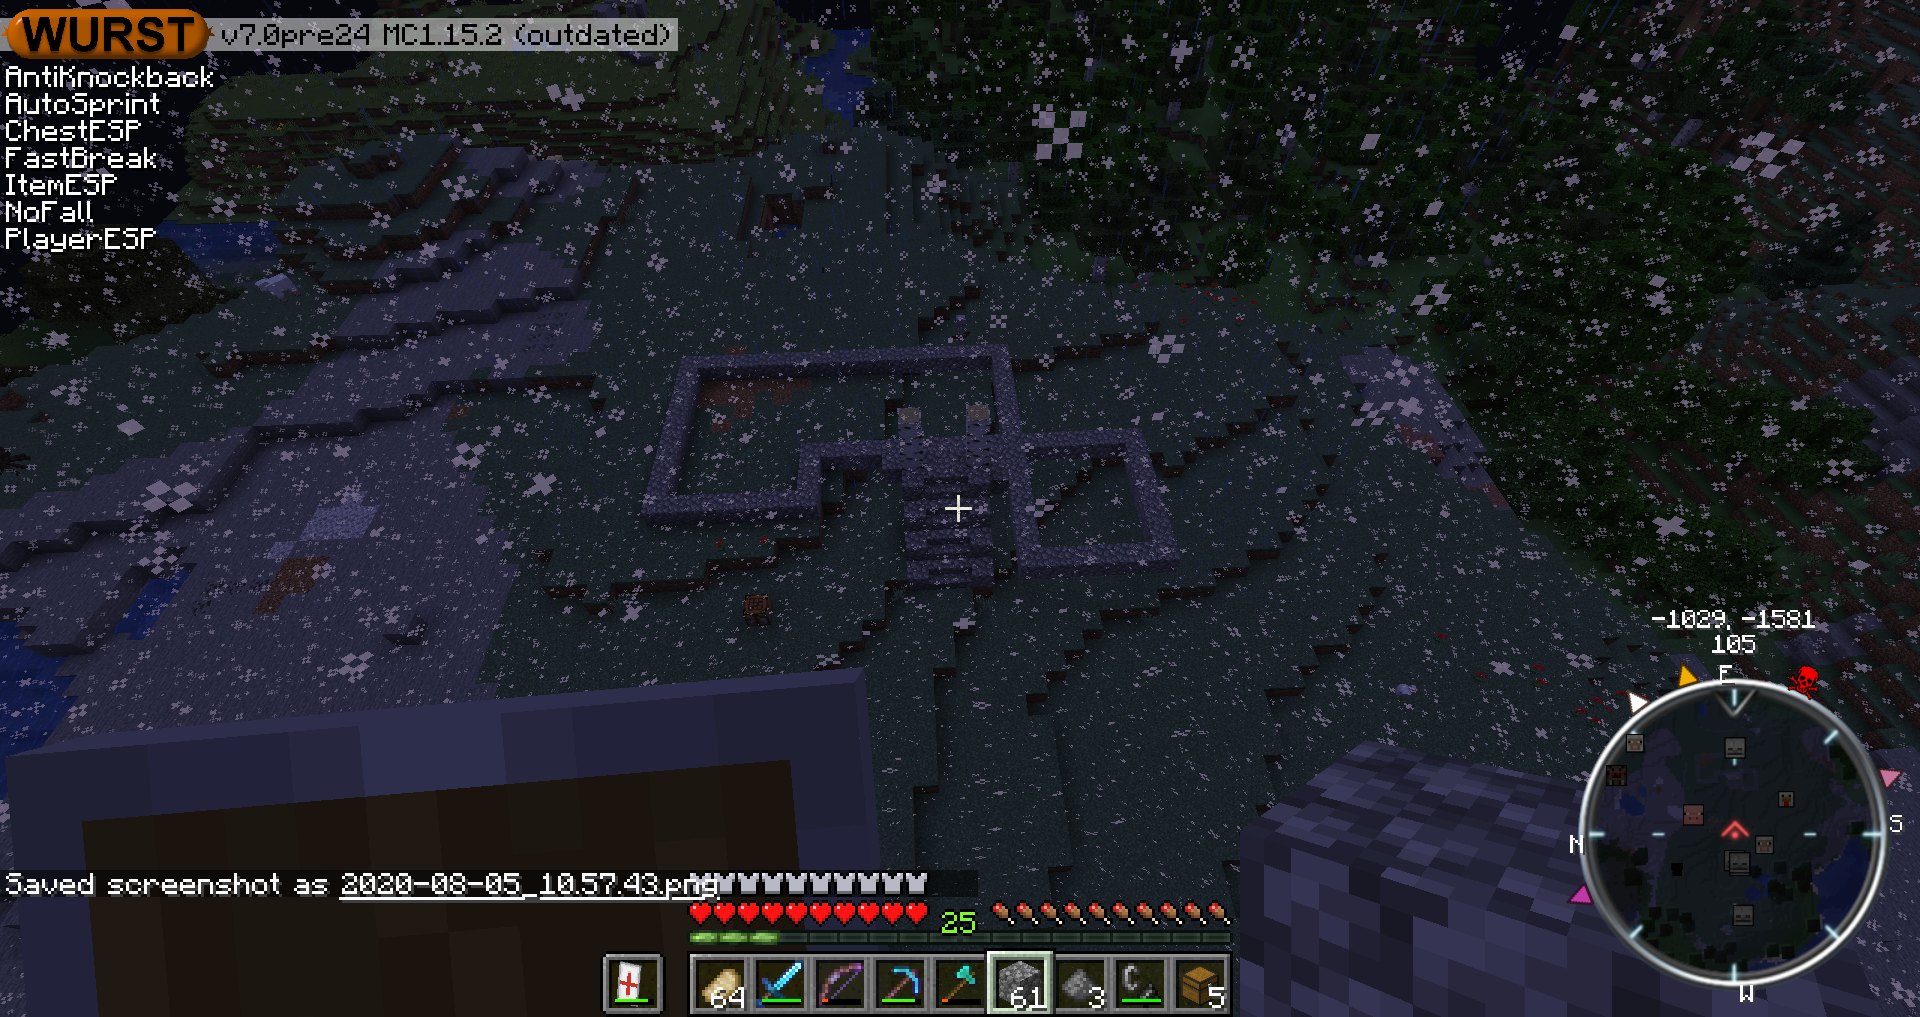 WURST v7.0pre24 MC1.15.2 (outdated)
AntiKnockback
AutoSprint
ChestESP
FastBreak
ItemESP
NoFall
PlayerESP
-1029, -1581
105
E
S
N
W
Saved screenshot as 2020-08-05_10.57.43.png
25
64
61
3
5